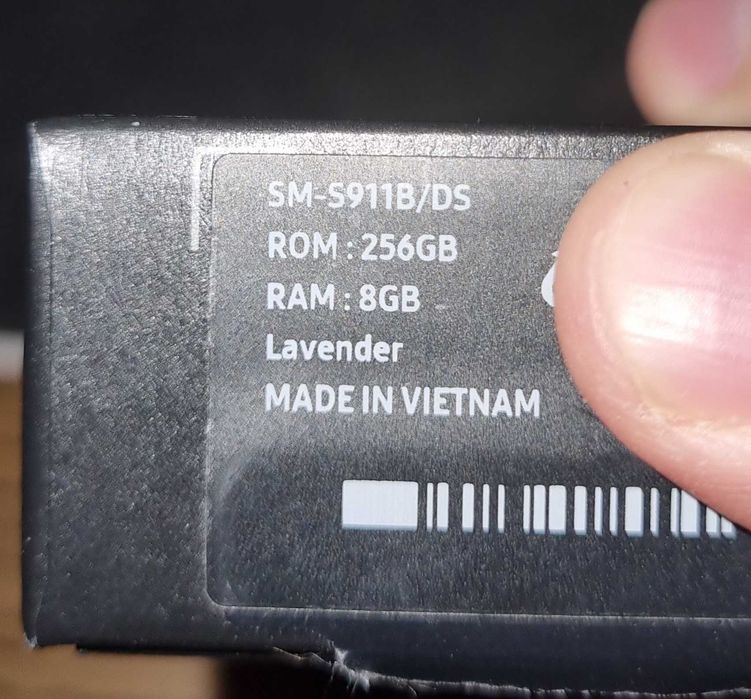 SM-S911B/DS
ROM : 256GB
RAM : 8GB
Lavender
MADE IN VIETNAM